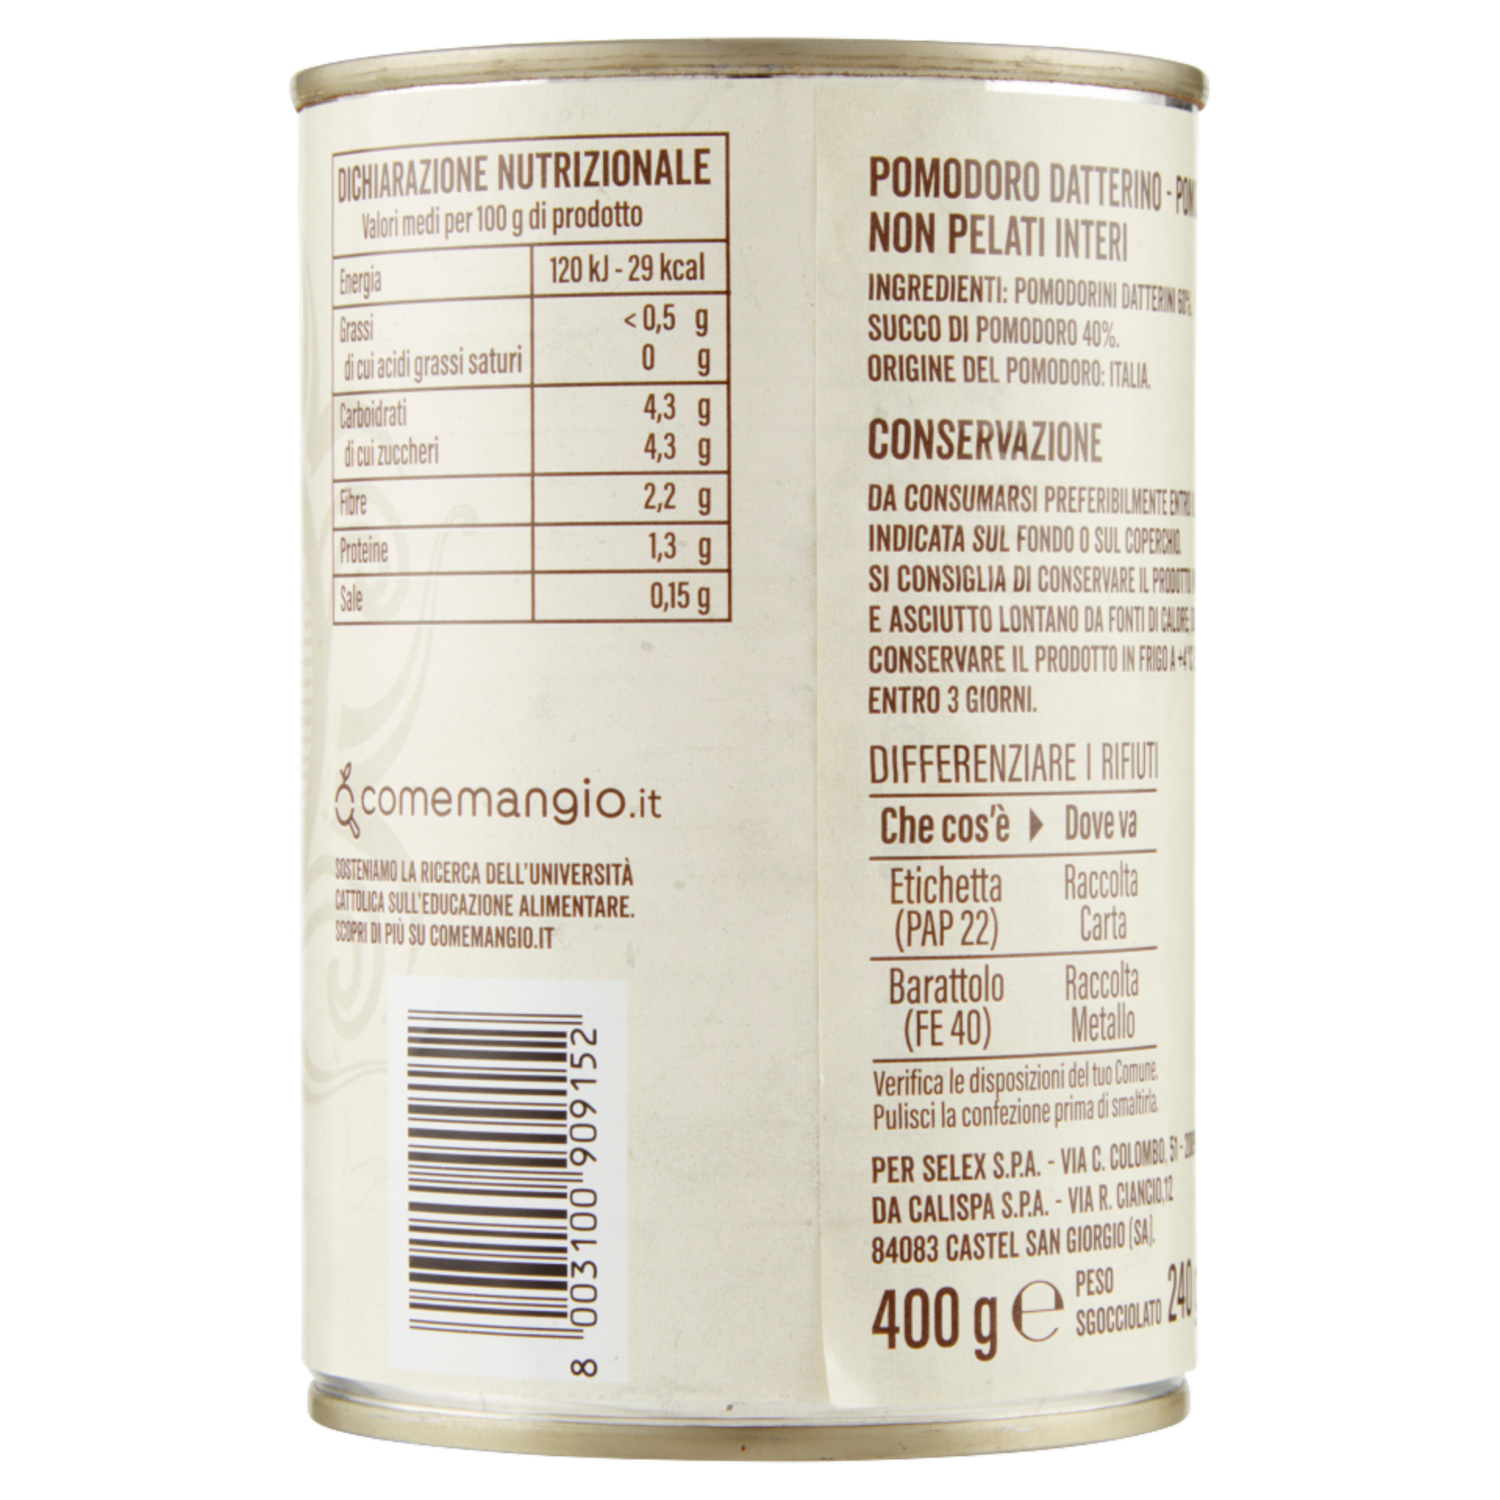 DICHIARAZIONE NUTRIZIONALE
Valori medi per 100 g di prodotto
Energia 120 kJ - 29 kcal
Grassi < 0,5 g
di cui acidi grassi saturi 0 g
Carboidrati 4,3 g
di cui zuccheri 4,3 g
Fibre 2,2 g
Proteine 1,3 g
Sale 0,15 g
comemangio.it
SOSTENIAMO LA RICERCA DELL'UNIVERSITÀ
CATTOLICA SULL'EDUCAZIONE ALIMENTARE.
SCOPRI DI PIÙ SU COMEMANGIO.IT
8 003100 909152
POMODORO DATTERINO -
NON PELATI INTERI
INGREDIENTI: POMODORINI DATTERINI 60%,
SUCCO DI POMODORO 40%.
ORIGINE DEL POMODORO: ITALIA.
CONSERVAZIONE
DA CONSUMARSI PREFERIBILMENTE ENTRO
INDICATA SUL FONDO O SUL COPERCHIO.
SI CONSIGLIA DI CONSERVARE IL PRODOTTO
E ASCIUTTO LONTANO DA FONTI DI CALORE.
CONSERVARE IL PRODOTTO IN FRIGO A +4°C
ENTRO 3 GIORNI.
DIFFERENZIARE I RIFIUTI
Che cos'è Dove va
Etichetta Raccolta
(PAP 22) Carta
Barattolo Raccolta
(FE 40) Metallo
Verifica le disposizioni del tuo Comune.
Pulisci la confezione prima di smaltirla.
PER SELEX S.P.A. - VIA C. COLOMBO, 51 -
DA CALISPA S.P.A. - VIA R. CIANCIO,12
84083 CASTEL SAN GIORGIO (SA).
400 g e PESO
SGOCCIOLATO 240